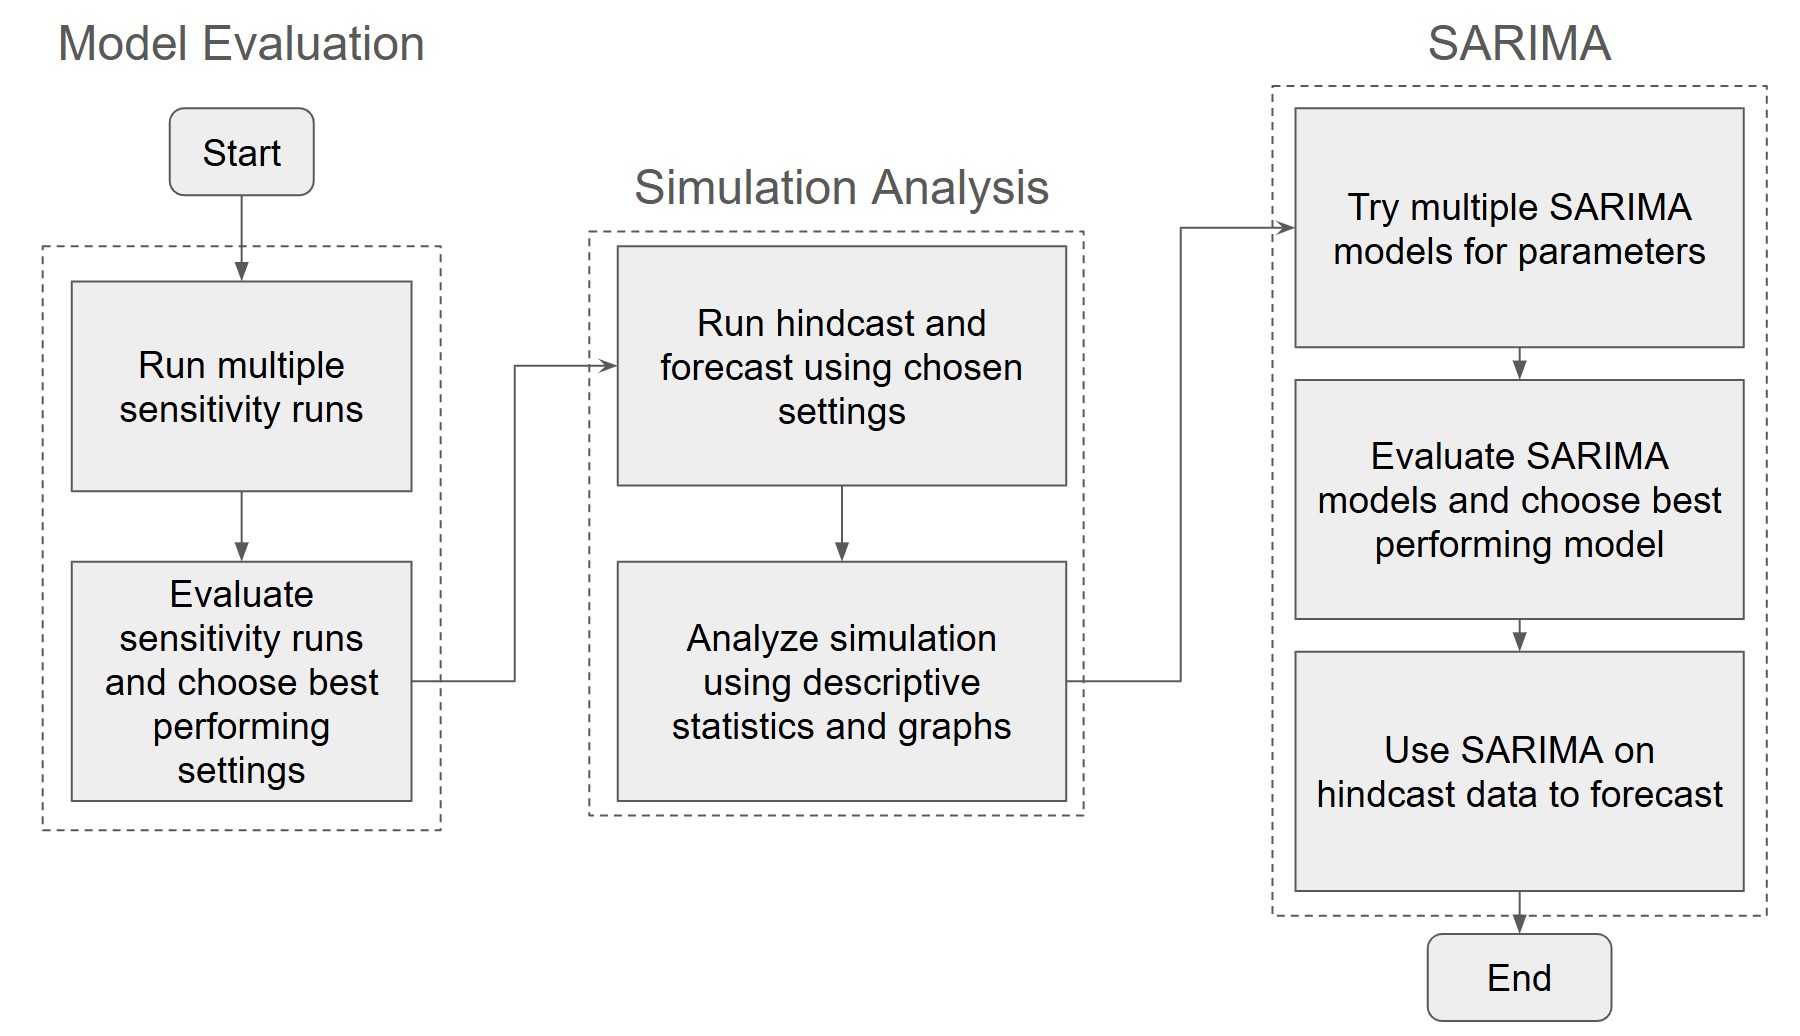 Model Evaluation
Start
Run multiple
sensitivity runs
Evaluate
sensitivity runs
and choose best
performing
settings
Simulation Analysis
Run hindcast and
forecast using chosen
settings
Analyze simulation
using descriptive
statistics and graphs
SARIMA
Try multiple SARIMA
models for parameters
Evaluate SARIMA
models and choose best
performing model
Use SARIMA on
hindcast data to forecast
End